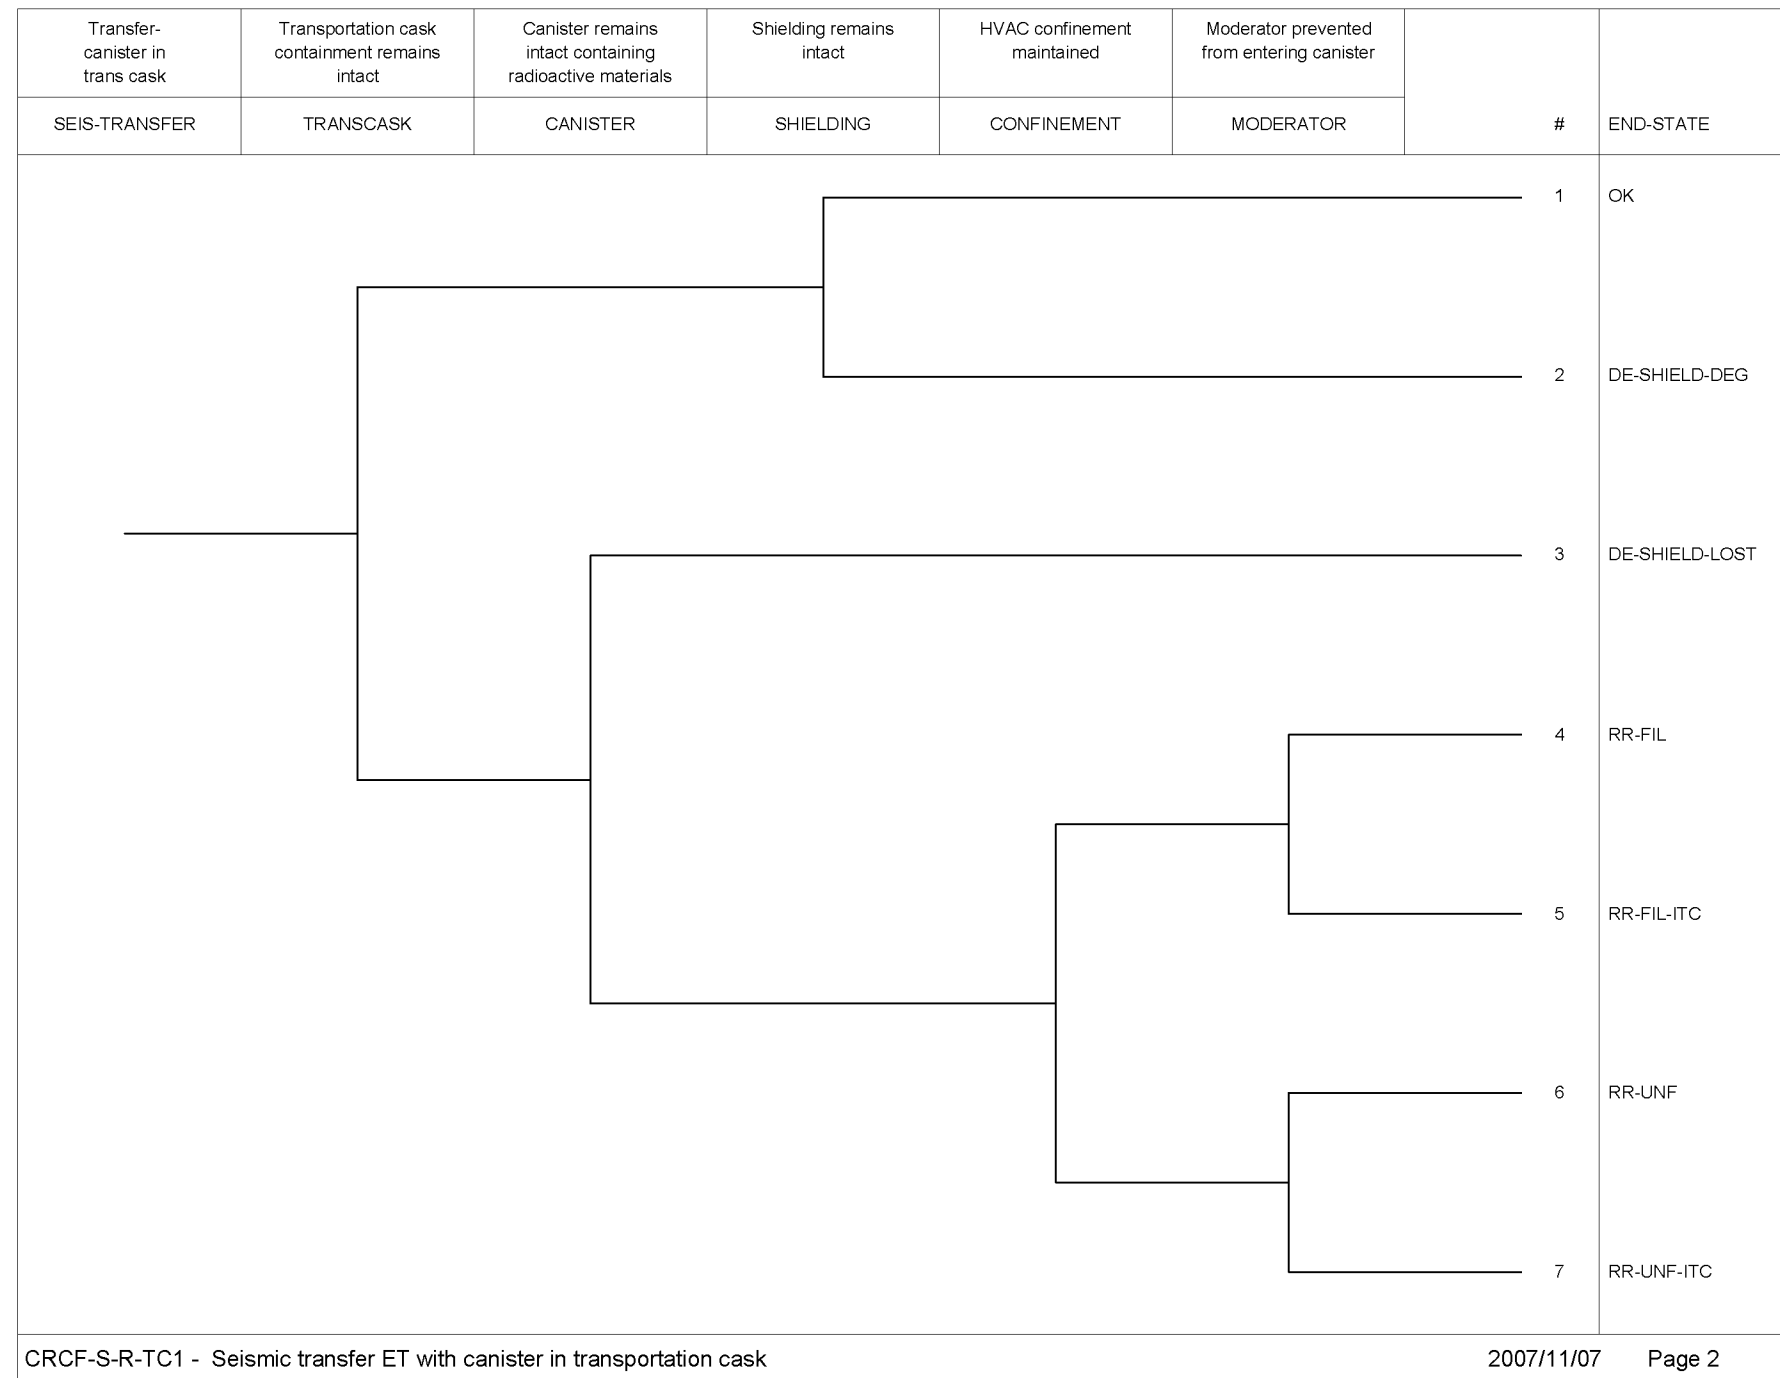 Transfer-
canister in
trans cask
Transportation cask
containment remains
intact
Canister remains
intact containing
radioactive materials
Shielding remains
intact
HVAC confinement
maintained
Moderator prevented
from entering canister
SEIS-TRANSFER
TRANSCASK
CANISTER
SHIELDING
CONFINEMENT
MODERATOR
#
END-STATE
1 OK
2 DE-SHIELD-DEG
3 DE-SHIELD-LOST
4 RR-FIL
5 RR-FIL-ITC
6 RR-UNF
7 RR-UNF-ITC
CRCF-S-R-TC1 - Seismic transfer ET with canister in transportation cask
2007/11/07 Page 2